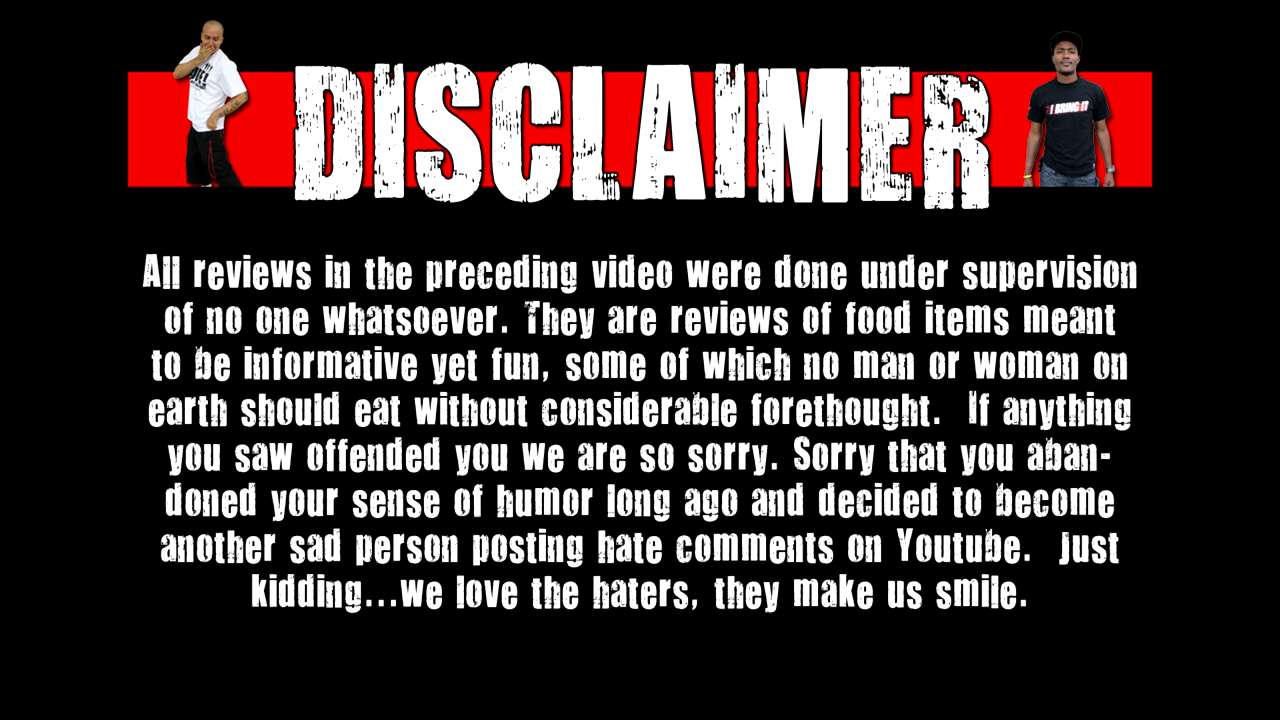 DISCLAIMER
I BRING IT
All reviews in the preceding video were done under supervision
of no one whatsoever. They are reviews of food items meant
to be informative yet fun, some of which no man or woman on
earth should eat without considerable forethought.  If anything
you saw offended you we are so sorry. Sorry that you aban-
doned your sense of humor long ago and decided to become
another sad person posting hate comments on Youtube.  Just
kidding...we love the haters, they make us smile.